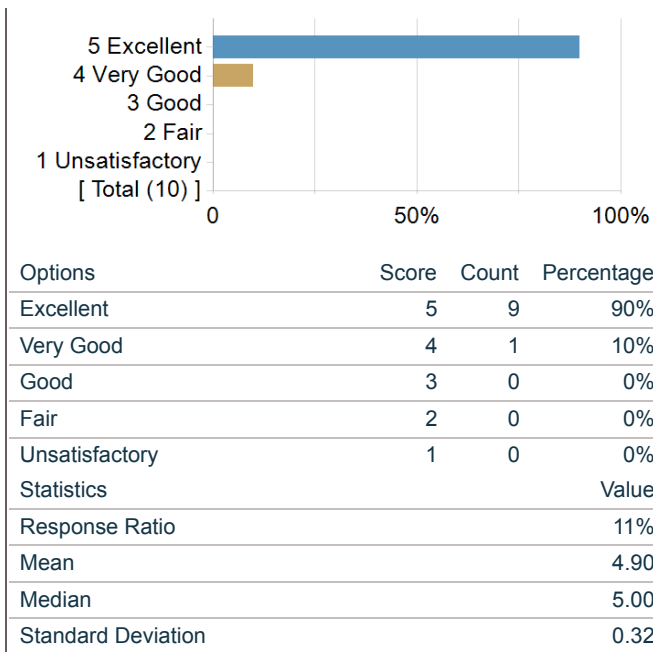 5 Excellent
4 Very Good
3 Good
2 Fair
1 Unsatisfactory
[ Total (10) ]
0 50% 100%
Options Score Count Percentage
Excellent 5 9 90%
Very Good 4 1 10%
Good 3 0 0%
Fair 2 0 0%
Unsatisfactory 1 0 0%
Statistics Value
Response Ratio 11%
Mean 4.90
Median 5.00
Standard Deviation 0.32